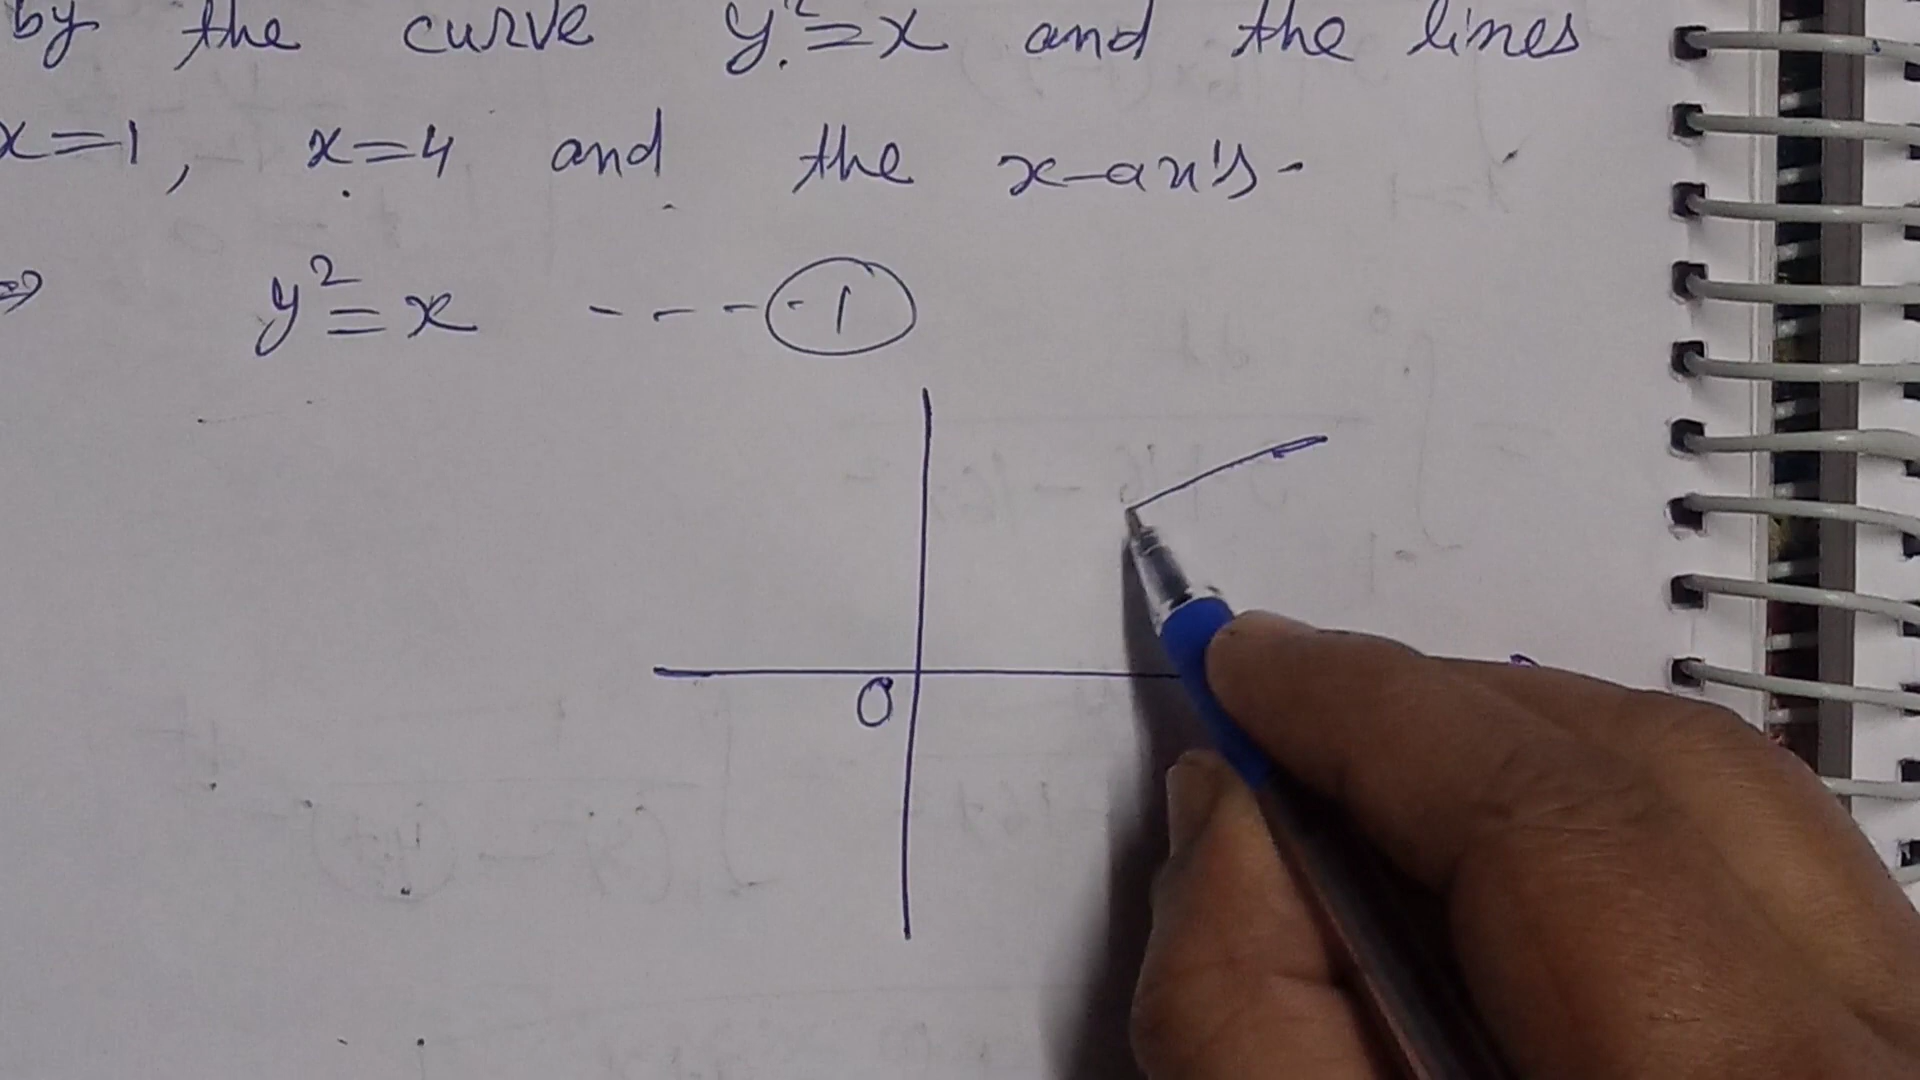 by the curve y²=x and the lines
x=1, x=4 and the x-axis.
⇒ y²=x ----1
O